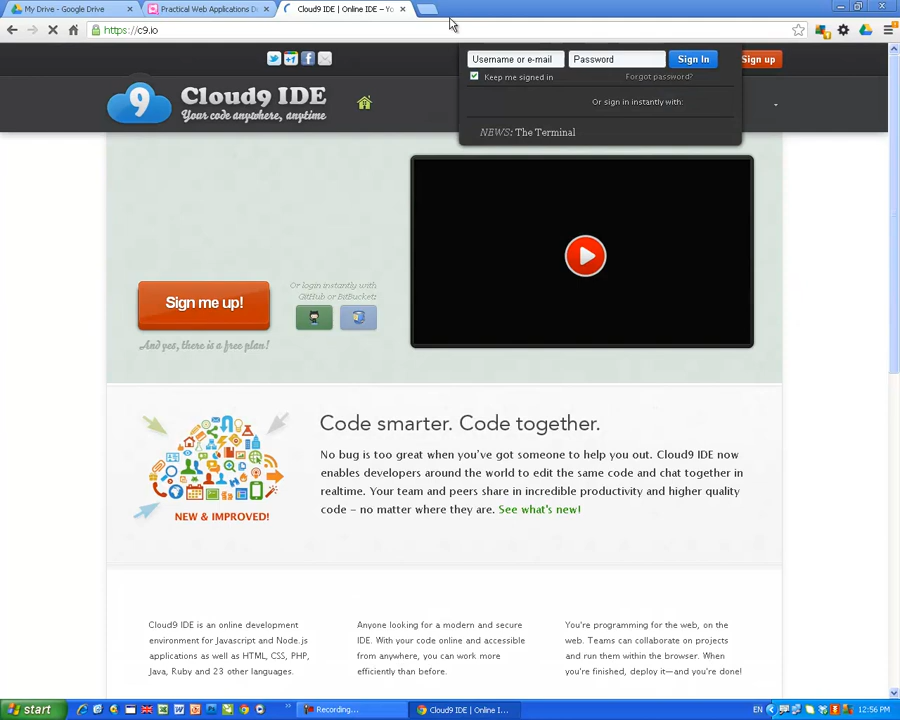 My Drive - Google Drive
Practical Web Applications D
Cloud9 IDE | Online IDE – Yo
https://c9.io
Username or e-mail
Password
Sign In
Sign up
Keep me signed in
Forgot password?
Or sign in instantly with:
NEWS: The Terminal
9
Cloud9 IDE
Your code anywhere, anytime
Sign me up!
Or login instantly with
GitHub or BitBucket:
And yes, there is a free plan!
Code smarter. Code together.
No bug is too great when you've got someone to help you out. Cloud9 IDE now
enables developers around the world to edit the same code and chat together in
realtime. Your team and peers share in incredible productivity and higher quality
code – no matter where they are. See what's new!
NEW & IMPROVED!
Cloud9 IDE is an online development
environment for Javascript and Node.js
applications as well as HTML, CSS, PHP,
Java, Ruby and 23 other languages.
Anyone looking for a modern and secure
IDE. With your code online and accessible
from anywhere, you can work more
efficiently than before.
You're programming for the web, on the
web. Teams can collaborate on projects
and run them within the browser. When
you're finished, deploy it—and you're done!
start
Recording...
Cloud9 IDE | Online I...
EN
12:56 PM